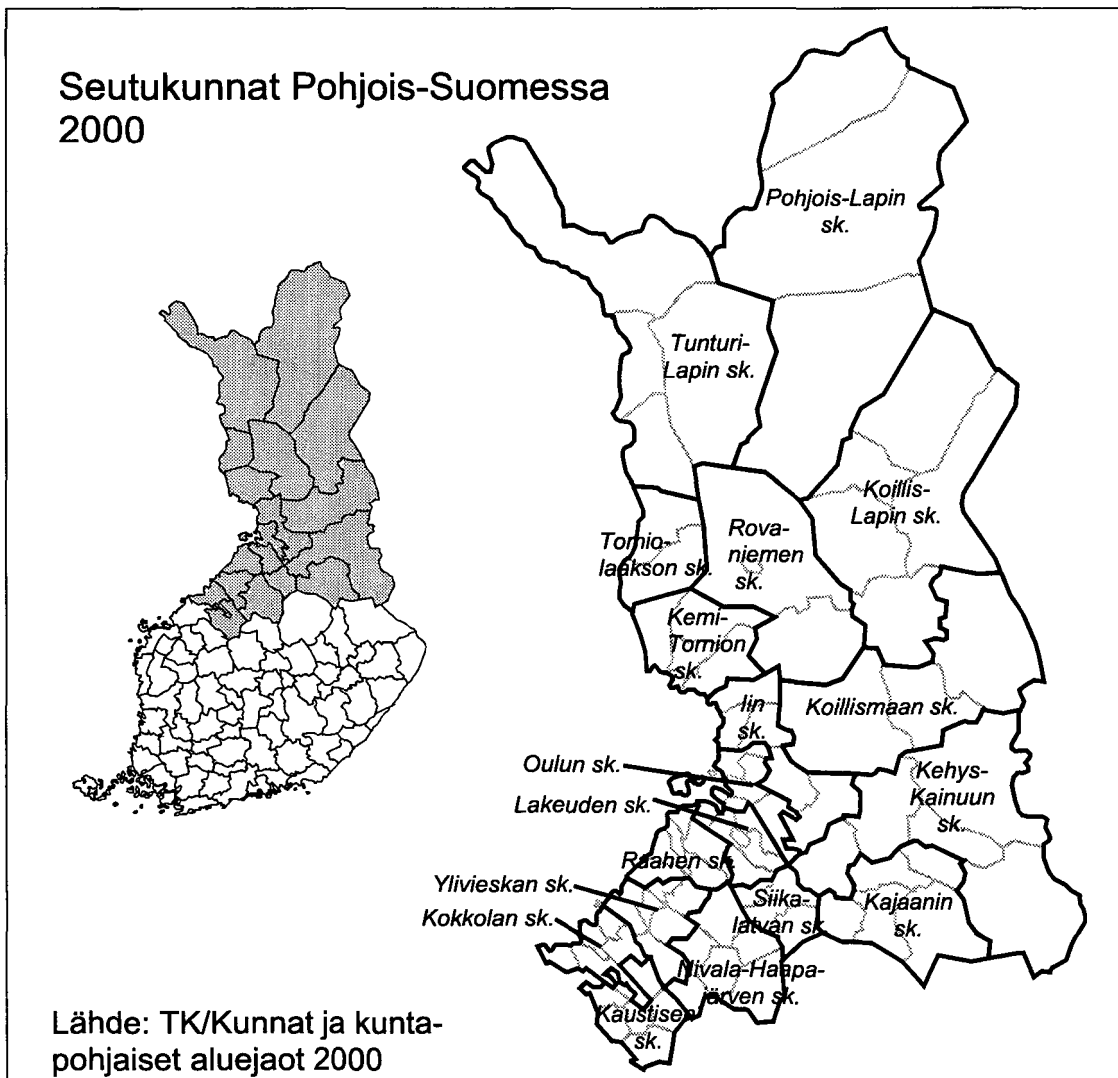 Seutukunnat Pohjois-Suomessa
2000
Pohjois-Lapin
sk.
Tunturi-
Lapin sk.
Koillis-
Lapin sk.
Rova-
niemen
sk.
Tornio-
laakson sk.
Kemi-
Tornion
sk.
Iin
sk.
Koillismaan sk.
Oulun sk.
Kehys-
Kainuun
sk.
Lakeuden sk.
Raahen sk.
Ylivieskan sk.
Siika-
latvan sk
Kajaanin
sk.
Kokkolan sk.
Nivala-Haapa-
järven sk.
Kaustisen
sk.
Lähde: TK/Kunnat ja kunta-
pohjaiset aluejaot 2000